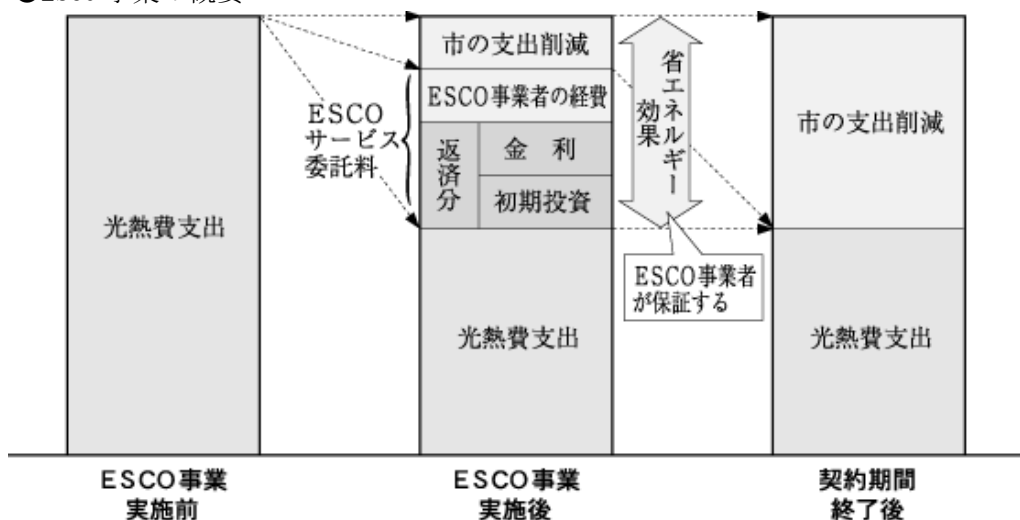 光熱費支出
ESCO
サービス
委託料
市の支出削減
ESCO事業者の経費
返済分
金利
初期投資
光熱費支出
省エネルギー
効果
ESCO事業者
が保証する
市の支出削減
光熱費支出
ESCO事業
実施前
ESCO事業
実施後
契約期間
終了後